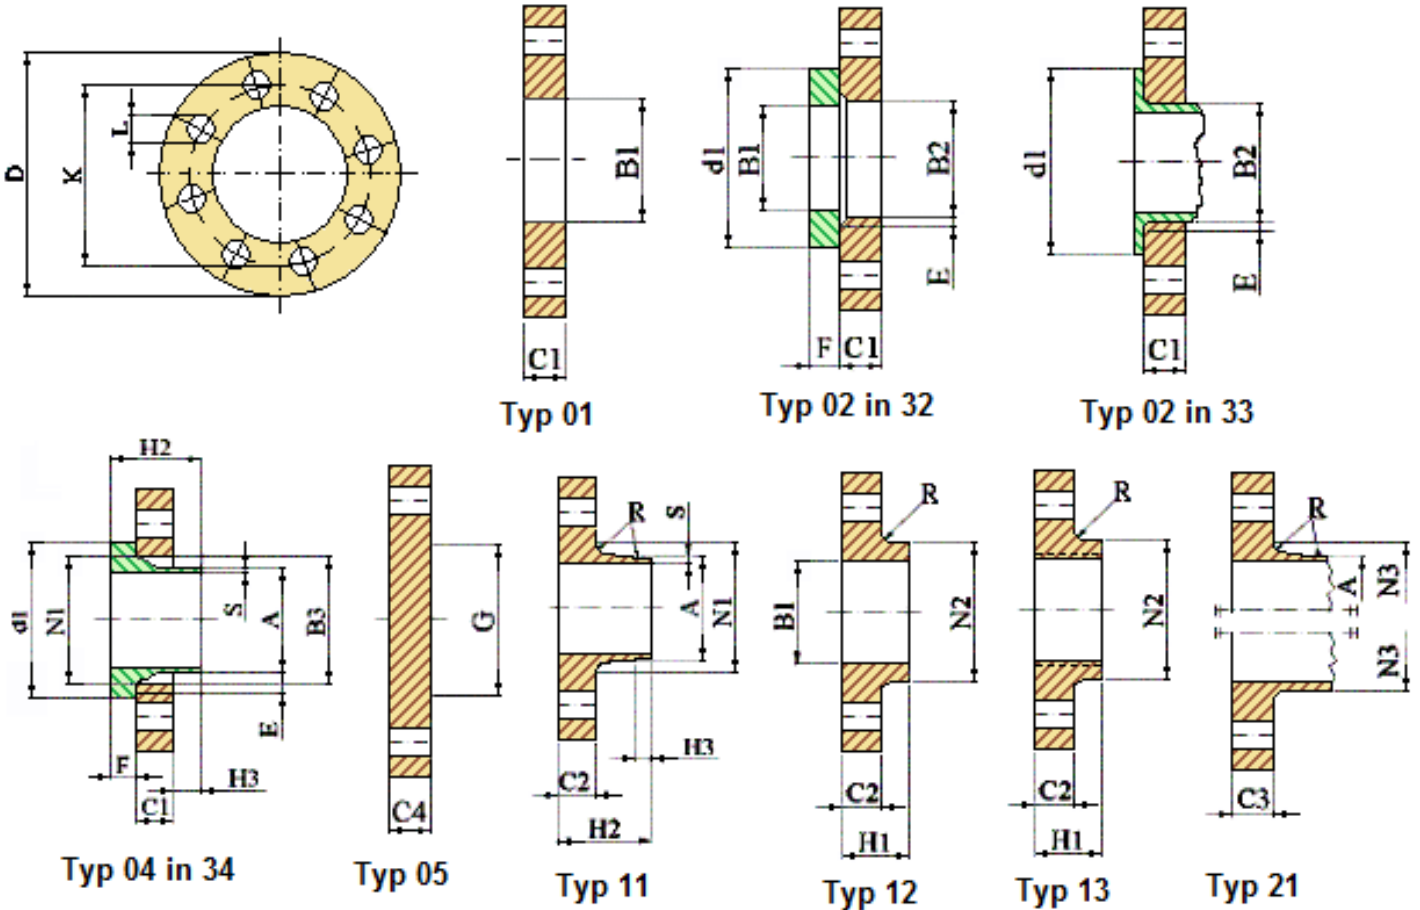 D
K
L
B1
C1
Typ 01
d1
B1
B2
E
F
C1
Typ 02 in 32
d1
B2
E
C1
Typ 02 in 33
H2
d1
N1
S
A
B3
E
F
H3
C1
Typ 04 in 34
G
C4
Typ 05
R
S
A
N1
H3
C2
H2
Typ 11
R
B1
N2
C2
H1
Typ 12
R
N2
C2
H1
Typ 13
R
A
N3
N3
C3
Typ 21